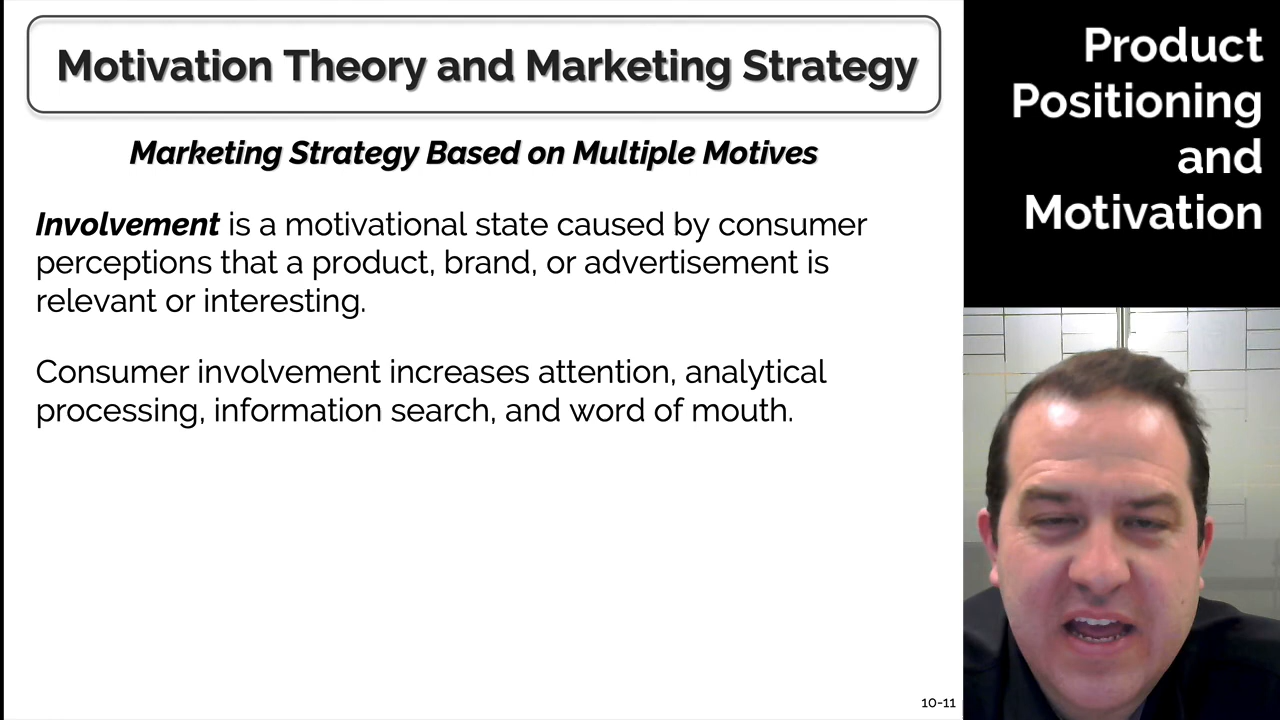 Motivation Theory and Marketing Strategy
Marketing Strategy Based on Multiple Motives
Involvement is a motivational state caused by consumer
perceptions that a product, brand, or advertisement is
relevant or interesting.
Consumer involvement increases attention, analytical
processing, information search, and word of mouth.
10-11
Product
Positioning
and
Motivation